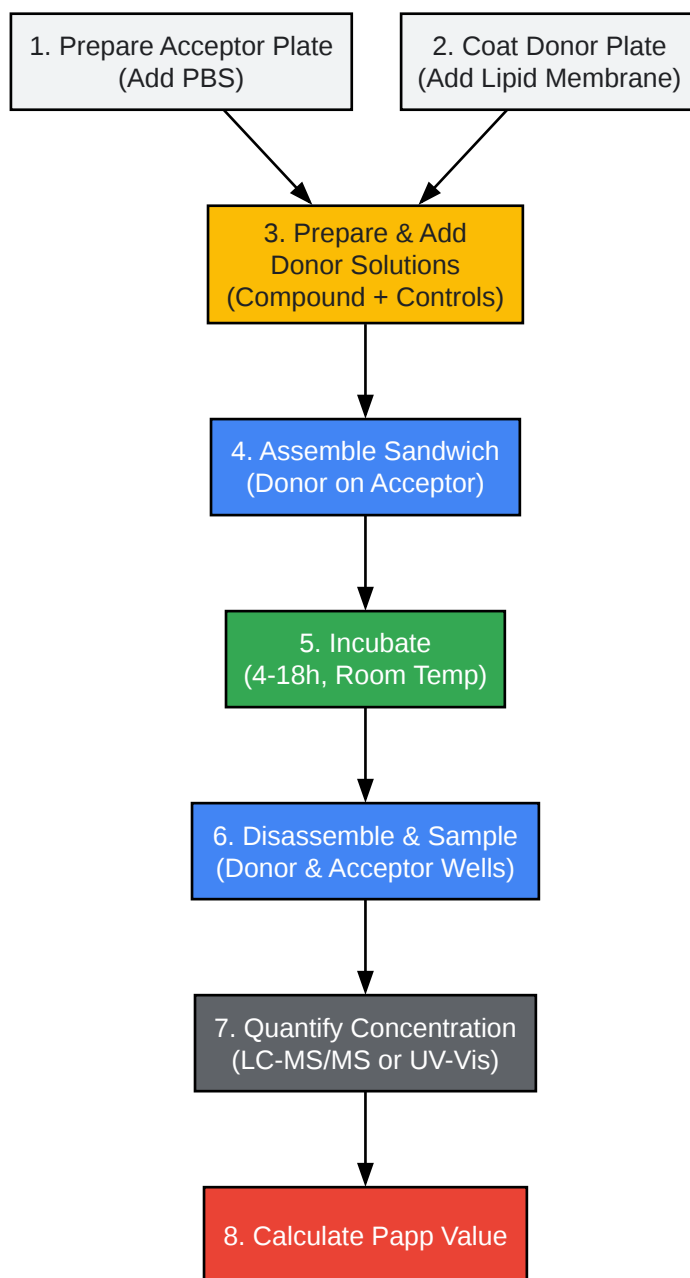 1. Prepare Acceptor Plate
(Add PBS)
2. Coat Donor Plate
(Add Lipid Membrane)
3. Prepare & Add
Donor Solutions
(Compound + Controls)
4. Assemble Sandwich
(Donor on Acceptor)
5. Incubate
(4-18h, Room Temp)
6. Disassemble & Sample
(Donor & Acceptor Wells)
7. Quantify Concentration
(LC-MS/MS or UV-Vis)
8. Calculate Papp Value